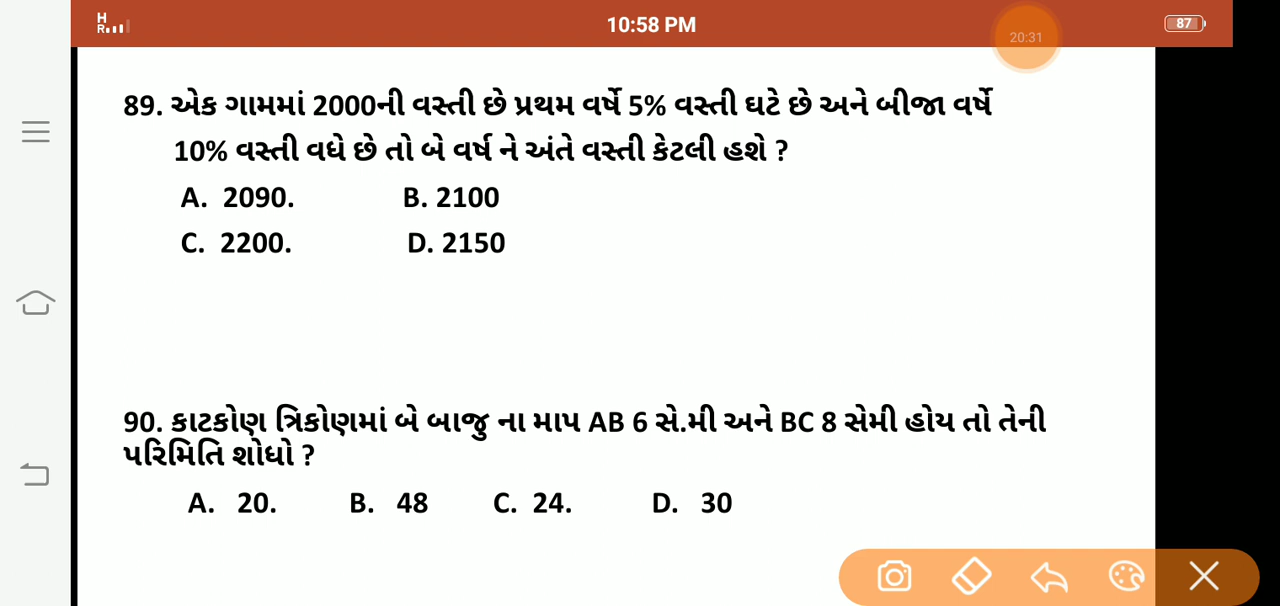 H
R
10:58 PM
20:31
87
89. એક ગામમાં 2000ની વસ્તી છે પ્રથમ વર્ષે 5% વસ્તી ઘટે છે અને બીજા વર્ષે
10% વસ્તી વધે છે તો બે વર્ષ ને અંતે વસ્તી કેટલી હશે ?
A. 2090. B. 2100
C. 2200. D. 2150
90. કાટકોણ ત્રિકોણમાં બે બાજુ ના માપ AB 6 સે.મી અને BC 8 સેમી હોય તો તેની
પરિમિતિ શોધો ?
A. 20. B. 48 C. 24. D. 30